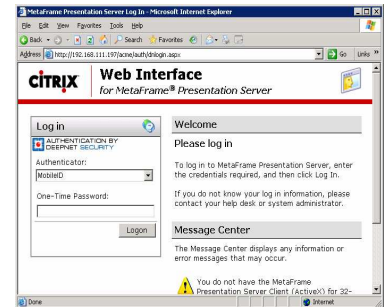 MetaFrame Presentation Server Log In - Microsoft Internet Explorer
File Edit View Favorites Tools Help
Back Search Favorites
Address http://192.168.111.197/acme/auth/dnlogin.aspx Go Links »
CITRIX
Web Interface
for MetaFrame® Presentation Server
Log in
AUTHENTICATION BY
DEEPNET SECURITY
Authenticator:
MobileID
One-Time Password:
Logon
Welcome
Please log in
To log in to MetaFrame Presentation Server, enter
the credentials required, and then click Log In.
If you do not know your log in information, please
contact your help desk or system administrator.
Message Center
The Message Center displays any information or
error messages that may occur.
You do not have the MetaFrame
Presentation Server Client (ActiveX) for 32-
Done
Internet